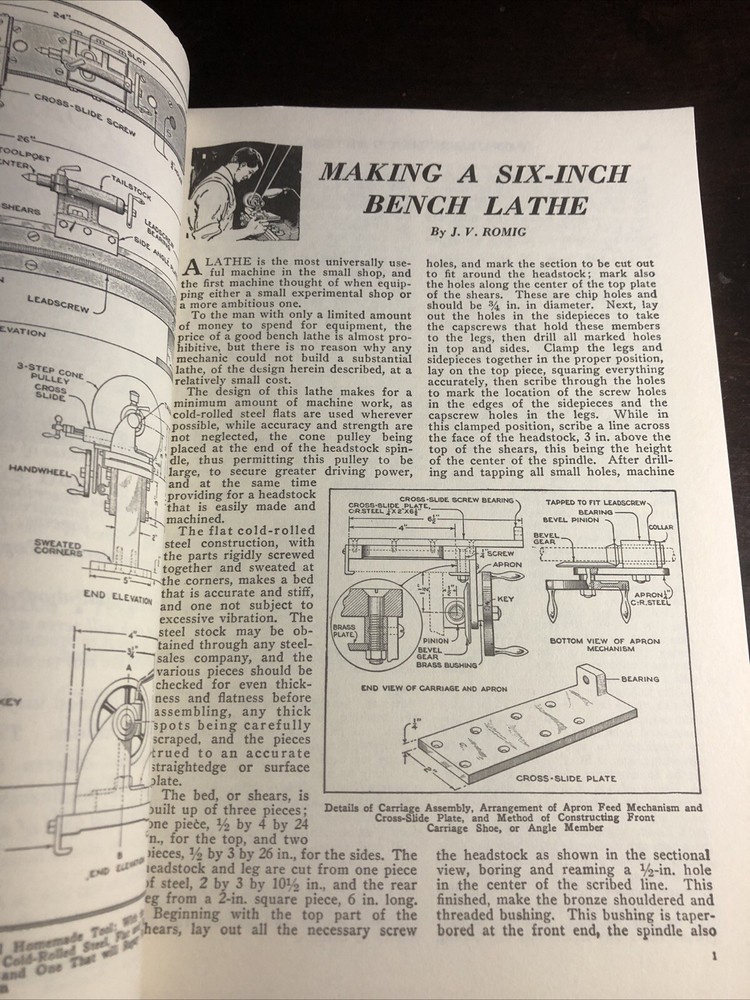 24"
SLOT
CROSS-SLIDE SCREW
26"
TOOLPOST
CENTER
TAILSTOCK
SHEARS
LEADSCREW
BEARING
SIDE ANGLE
LEADSCREW
3-STEP CONE
PULLEY
CROSS
SLIDE
HANDWHEEL
SWEATED
CORNERS
5"
END ELEVATION
4"
A
KEY
B
END
Homemade Tool,
Cold-Rolled Steel,
and One That will
MAKING A SIX-INCH
BENCH LATHE
By J. V. ROMIG
A LATHE is the most universally use-
ful machine in the small shop, and
the first machine thought of when equip-
ping either a small experimental shop or
a more ambitious one.
To the man with only a limited amount
of money to spend for equipment, the
price of a good bench lathe is almost pro-
hibitive, but there is no reason why any
mechanic could not build a substantial
lathe, of the design herein described, at a
relatively small cost.
The design of this lathe makes for a
minimum amount of machine work, as
cold-rolled steel flats are used wherever
possible, while accuracy and strength are
not neglected, the cone pulley being
placed at the end of the headstock spin-
dle, thus permitting this pulley to be
large, to secure greater driving power,
and at the same time
providing for a headstock
that is easily made and
machined.
The flat cold-rolled
steel construction, with
the parts rigidly screwed
together and sweated at
the corners, makes a bed
that is accurate and stiff,
and one not subject to
excessive vibration. The
steel stock may be ob-
tained through any steel-
sales company, and the
various pieces should be
checked for even thick-
ness and flatness before
assembling, any thick
spots being carefully
scraped, and the pieces
trued to an accurate
straightedge or surface
plate.
The bed, or shears, is
built up of three pieces;
one piece, ½ by 4 by 24
in., for the top, and two
pieces, ½ by 3 by 26 in., for the sides. The
headstock and leg are cut from one piece
of steel, 2 by 3 by 10½ in., and the rear
leg from a 2-in. square piece, 6 in. long.
Beginning with the top part of the
shears, lay out all the necessary screw
holes, and mark the section to be cut out
to fit around the headstock; mark also
the holes along the center of the top plate
of the shears. These are chip holes and
should be ¾ in. in diameter. Next, lay
out the holes in the sidepieces to take
the capscrews that hold these members
to the legs, then drill all marked holes
in top and sides. Clamp the legs and
sidepieces together in the proper position,
lay on the top piece, squaring everything
accurately, then scribe through the holes
to mark the location of the screw holes
in the edges of the sidepieces and the
capscrew holes in the legs. While in
this clamped position, scribe a line across
the face of the headstock, 3 in. above the
top of the shears, this being the height
of the center of the spindle. After drill-
ing and tapping all small holes, machine
CROSS-SLIDE SCREW BEARING
CROSS-SLIDE PLATE
4"
SCREW
APRON
KEY
BRASS
PLATE
PINION
BEVEL
GEAR
BRASS BUSHING
END VIEW OF CARRIAGE AND APRON
TAPPED TO FIT LEADSCREW
BEARING
BEVEL PINION
COLLAR
BEVEL
GEAR
APRON
C.R.STEEL
BOTTOM VIEW OF APRON
MECHANISM
BEARING
2"
CROSS-SLIDE PLATE
Details of Carriage Assembly, Arrangement of Apron Feed Mechanism and
Cross-Slide Plate, and Method of Constructing Front
Carriage Shoe, or Angle Member
the headstock as shown in the sectional
view, boring and reaming a ½-in. hole
in the center of the scribed line. This
finished, make the bronze shouldered and
threaded bushing. This bushing is taper-
bored at the front end, the spindle also
1